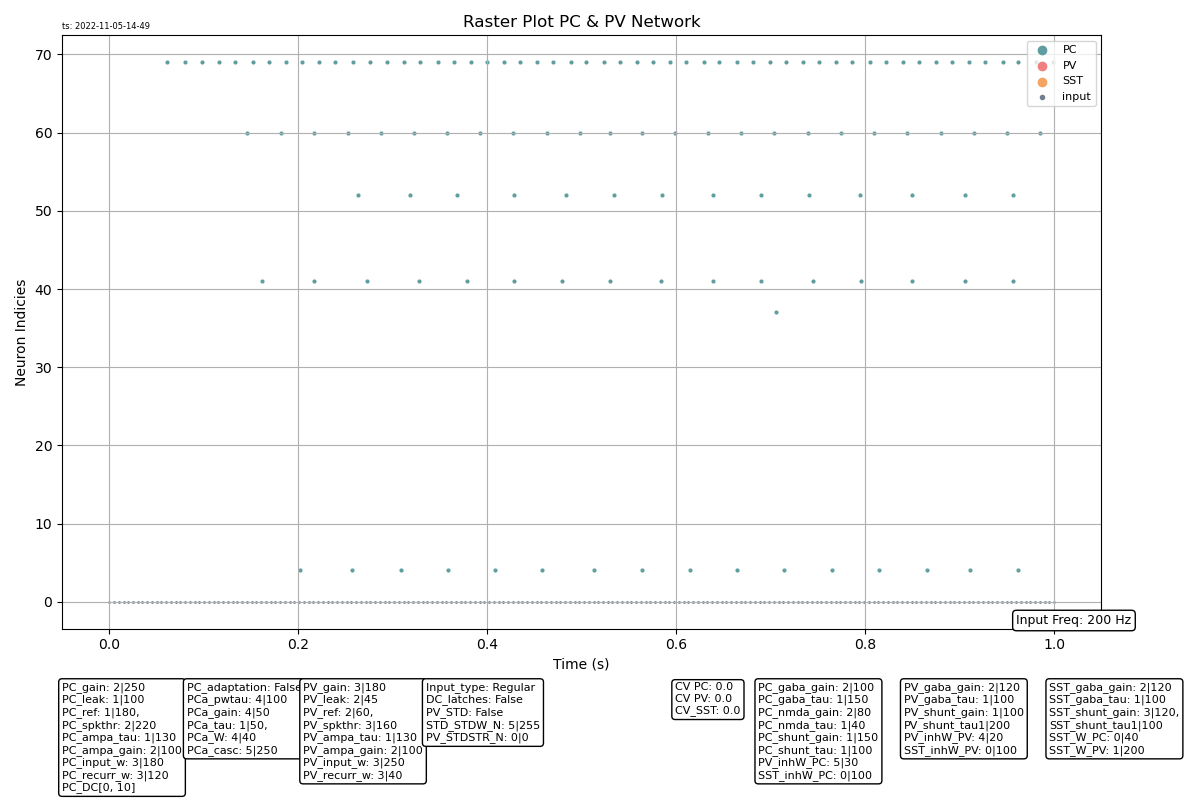 ts: 2022-11-05-14-49
Raster Plot PC & PV Network
PC
PV
SST
input
70
60
50
40
30
20
10
0
Neuron Indicies
0.0
0.2
0.4
0.6
0.8
1.0
Time (s)
Input Freq: 200 Hz
PC_gain: 2|250
PC_leak: 1|100
PC_ref: 1|180,
PC_spkthr: 2|220
PC_ampa_tau: 1|130
PC_ampa_gain: 2|100
PC_input_w: 3|180
PC_recurr_w: 3|120
PC_DC[0, 10]
PC_adaptation: False
PCa_pwtau: 4|100
PCa_gain: 4|50
PCa_tau: 1|50,
PCa_W: 4|40
PCa_casc: 5|250
PV_gain: 3|180
PV_leak: 2|45
PV_ref: 2|60,
PV_spkthr: 3|160
PV_ampa_tau: 1|130
PV_ampa_gain: 2|100
PV_input_w: 3|250
PV_recurr_w: 3|40
Input_type: Regular
DC_latches: False
PV_STD: False
STD_STDW_N: 5|255
PV_STDSTR_N: 0|0
CV PC: 0.0
CV PV: 0.0
CV_SST: 0.0
PC_gaba_gain: 2|100
PC_gaba_tau: 1|150
PC_nmda_gain: 2|80
PC_nmda_tau: 1|40
PC_shunt_gain: 1|150
PC_shunt_tau: 1|100
PV_inhW_PC: 5|30
SST_inhW_PC: 0|100
PV_gaba_gain: 2|120
PV_gaba_tau: 1|100
PV_shunt_gain: 1|100
PV_shunt_tau1|200
PV_inhW_PV: 4|20
SST_inhW_PV: 0|100
SST_gaba_gain: 2|120
SST_gaba_tau: 1|100
SST_shunt_gain: 3|120,
SST_shunt_tau1|100
SST_W_PC: 0|40
SST_W_PV: 1|200